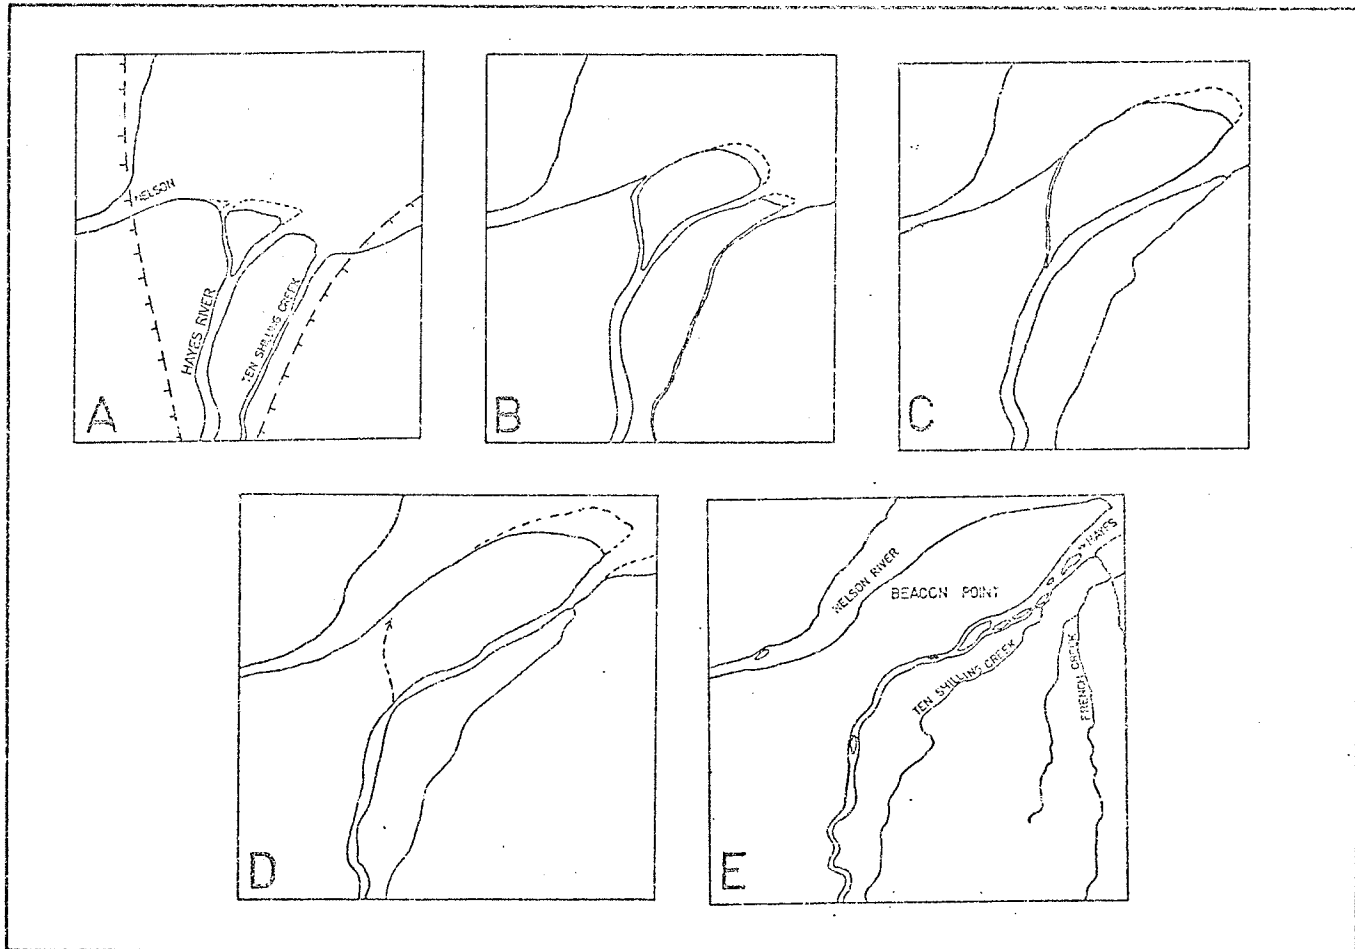 NELSON
HAYES RIVER
TEN SHILLING CREEK
A
B
C
D
NELSON RIVER
BEACON POINT
HAYES
TEN SHILLING CREEK
FRENCH CREEK
E